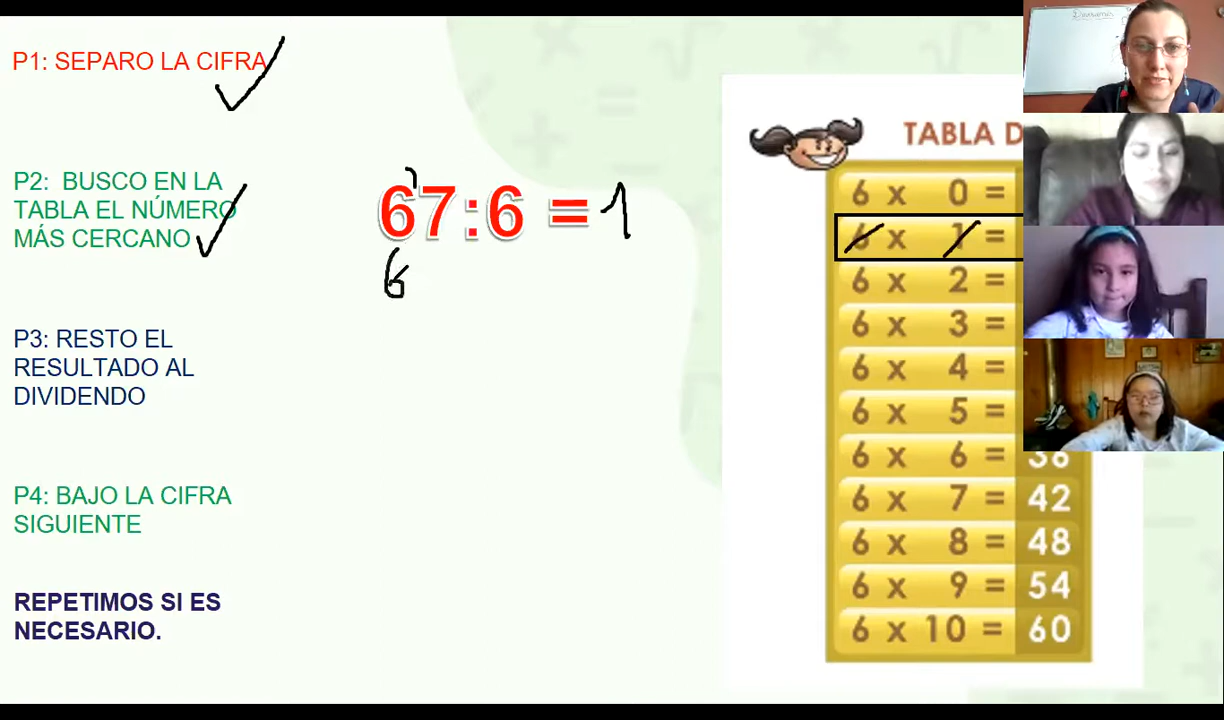 P1: SEPARO LA CIFRA
P2: BUSCO EN LA
TABLA EL NÚMERO
MÁS CERCANO
P3: RESTO EL
RESULTADO AL
DIVIDENDO
P4: BAJO LA CIFRA
SIGUIENTE
REPETIMOS SI ES
NECESARIO.
67:6 = 1
6
TABLA D
6 x 0 =
6 x 1 =
6 x 2 =
6 x 3 =
6 x 4 =
6 x 5 =
6 x 6 = 36
6 x 7 = 42
6 x 8 = 48
6 x 9 = 54
6 x 10 = 60